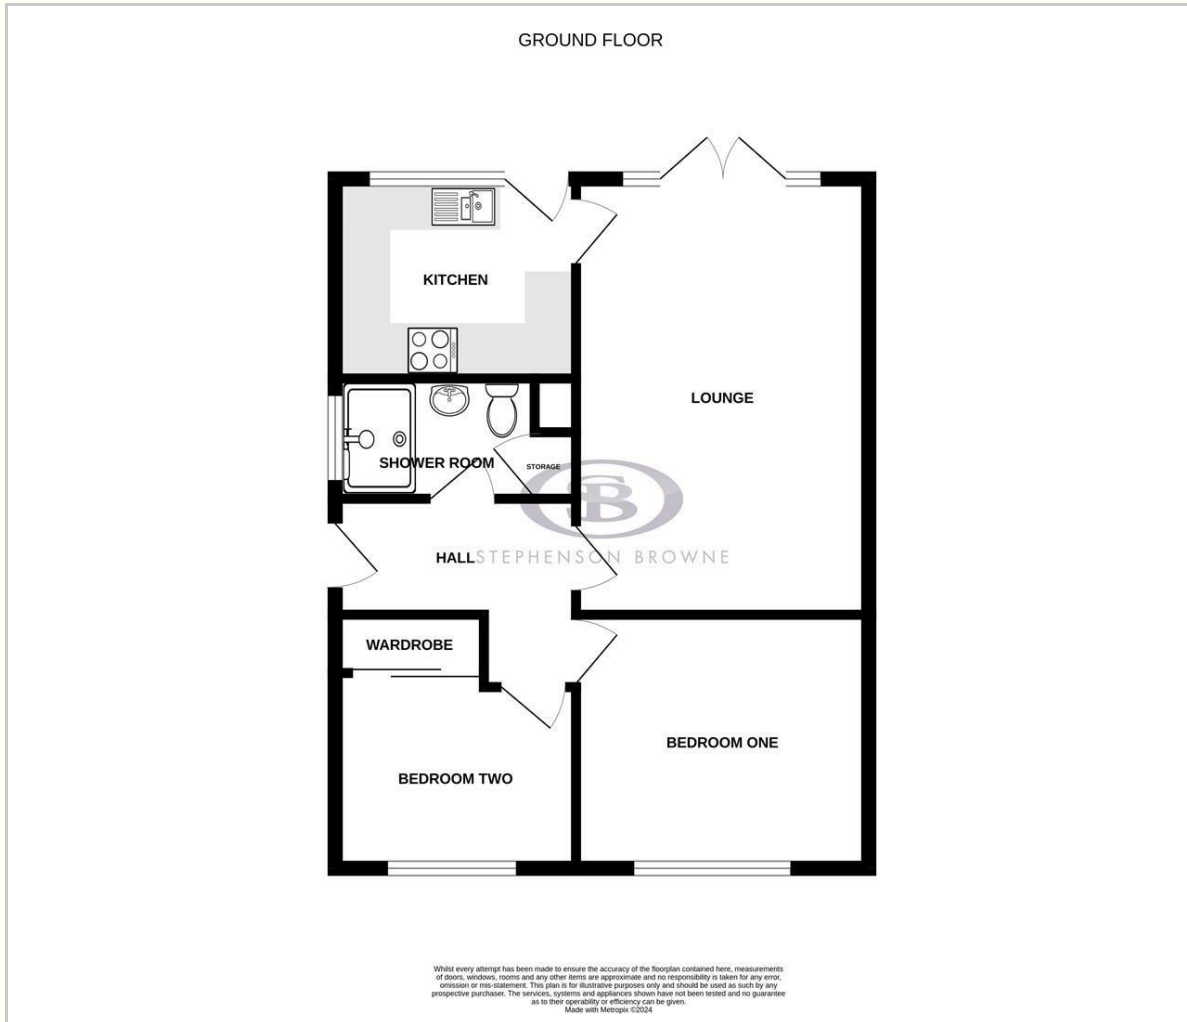 GROUND FLOOR
KITCHEN
LOUNGE
SHOWER ROOM
STORAGE
SB
HALL
STEPHENSON BROWNE
WARDROBE
BEDROOM ONE
BEDROOM TWO
Whilst every attempt has been made to ensure the accuracy of the floorplan contained here, measurements
of doors, windows, rooms and any other items are approximate and no responsibility is taken for any error,
omission or mis-statement. This plan is for illustrative purposes only and should be used as such by any
prospective purchaser. The services, systems and appliances shown have not been tested and no guarantee
as to their operability or efficiency can be given.
Made with Metropix ©2024